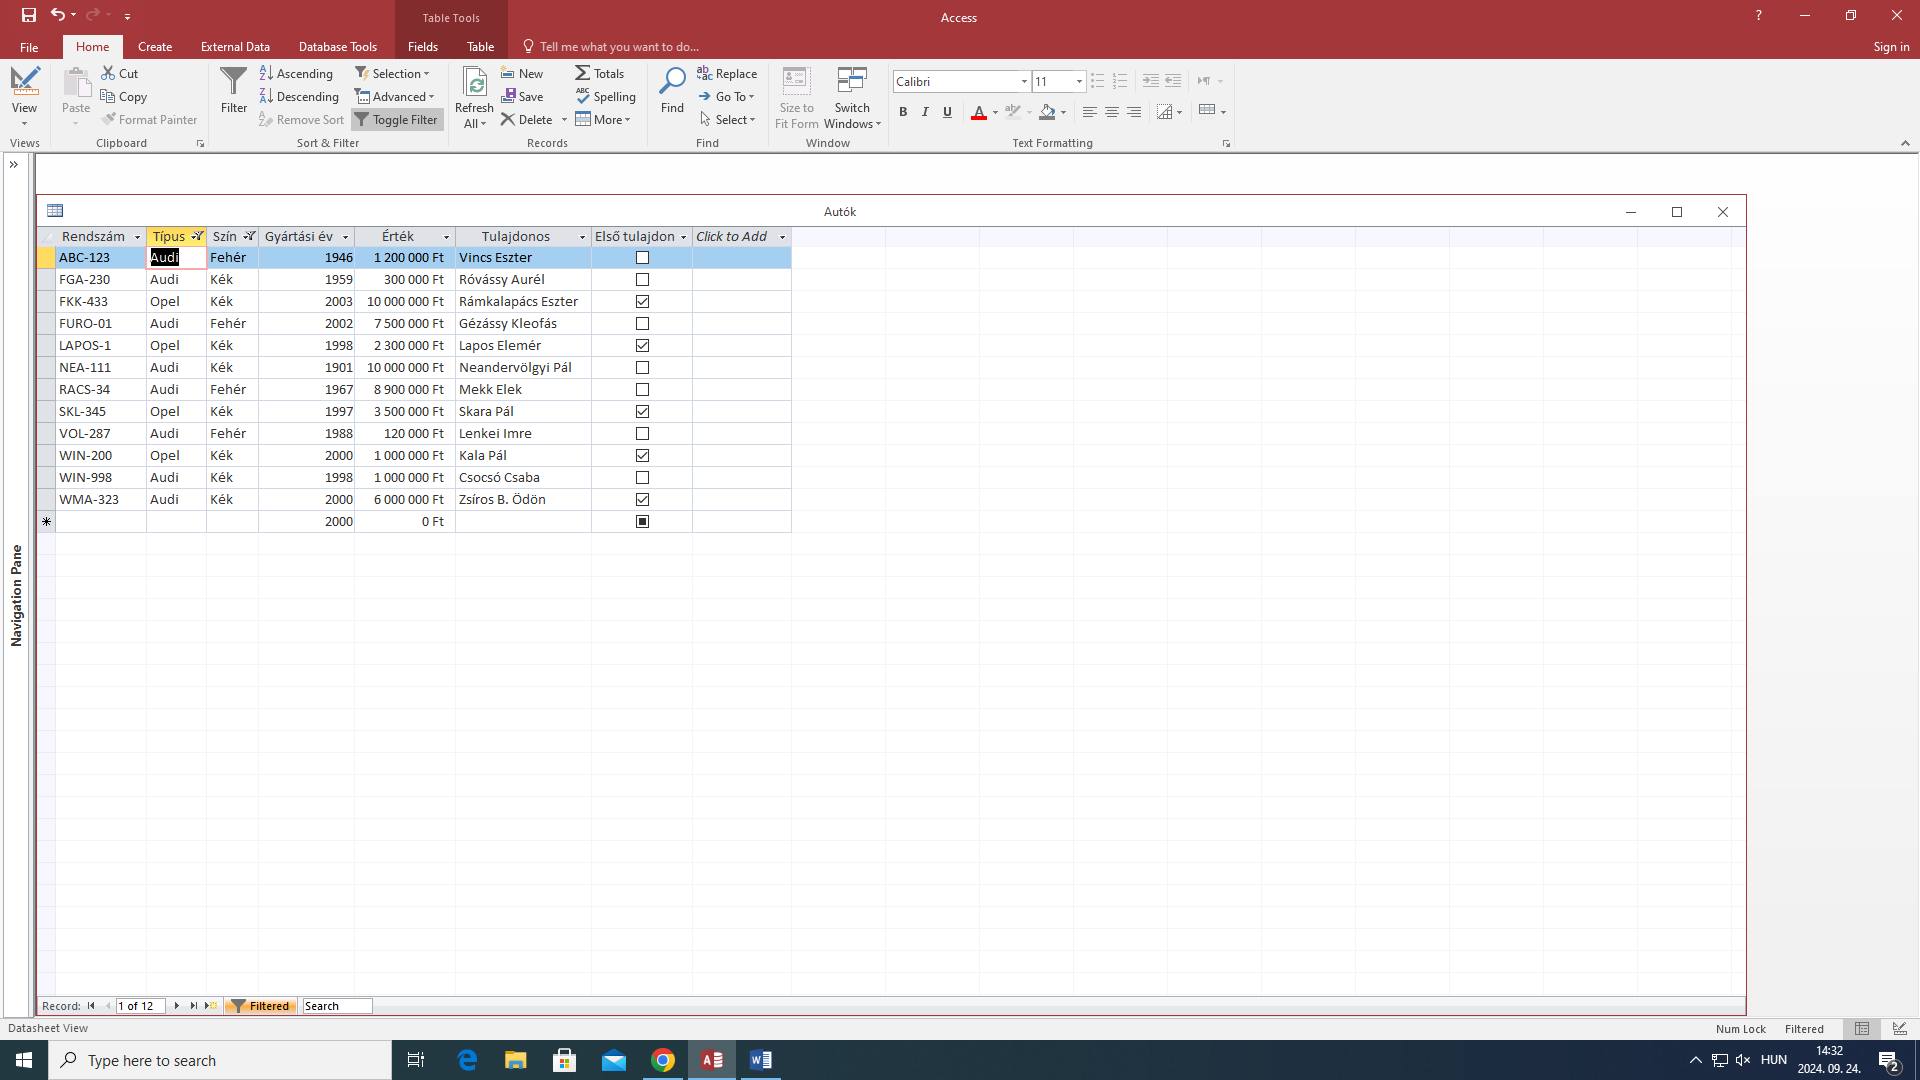 Table Tools
Access
?
File
Home
Create
External Data
Database Tools
Fields
Table
Tell me what you want to do...
Sign in
View
Paste
Cut
Copy
Format Painter
Filter
Ascending
Descending
Remove Sort
Selection
Advanced
Toggle Filter
Refresh All
New
Save
Delete
Totals
Spelling
More
Find
Replace
Go To
Select
Size to Fit Form
Switch Windows
Calibri
11
B I U
Views
Clipboard
Sort & Filter
Records
Find
Window
Text Formatting
Navigation Pane
Autók
Rendszám Típus Szín Gyártási év Érték Tulajdonos Első tulajdon Click to Add
ABC-123 Audi Fehér 1946 1 200 000 Ft Vincs Eszter
FGA-230 Audi Kék 1959 300 000 Ft Róvássy Aurél
FKK-433 Opel Kék 2003 10 000 000 Ft Rámkalapács Eszter
FURO-01 Audi Fehér 2002 7 500 000 Ft Gézássy Kleofás
LAPOS-1 Opel Kék 1998 2 300 000 Ft Lapos Elemér
NEA-111 Audi Kék 1901 10 000 000 Ft Neandervölgyi Pál
RACS-34 Audi Fehér 1967 8 900 000 Ft Mekk Elek
SKL-345 Opel Kék 1997 3 500 000 Ft Skara Pál
VOL-287 Audi Fehér 1988 120 000 Ft Lenkei Imre
WIN-200 Opel Kék 2000 1 000 000 Ft Kala Pál
WIN-998 Audi Kék 1998 1 000 000 Ft Csocsó Csaba
WMA-323 Audi Kék 2000 6 000 000 Ft Zsíros B. Ödön
2000 0 Ft
Record: 1 of 12 Filtered Search
Datasheet View
Num Lock
Filtered
Type here to search
HUN
14:32
2024. 09. 24.
2